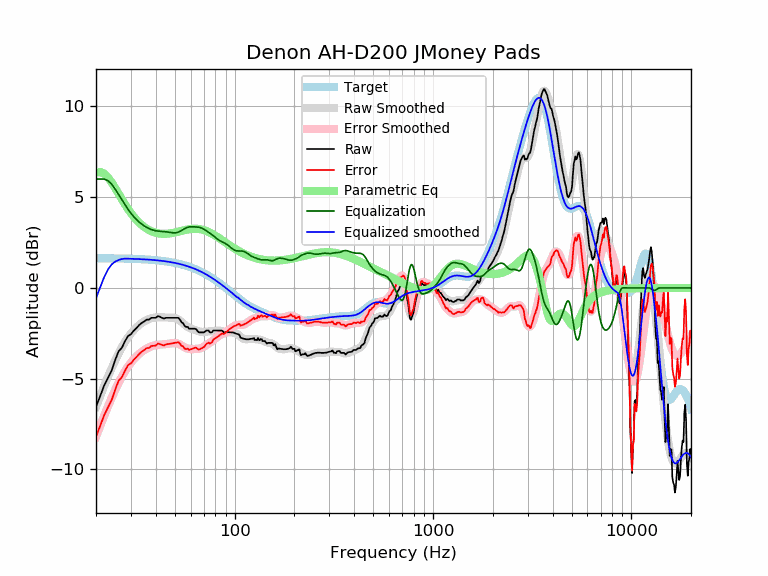 Denon AH-D200 JMoney Pads
Target
Raw Smoothed
Error Smoothed
Raw
Error
Parametric Eq
Equalization
Equalized smoothed
Amplitude (dBr)
10
5
0
−5
−10
100
1000
10000
Frequency (Hz)